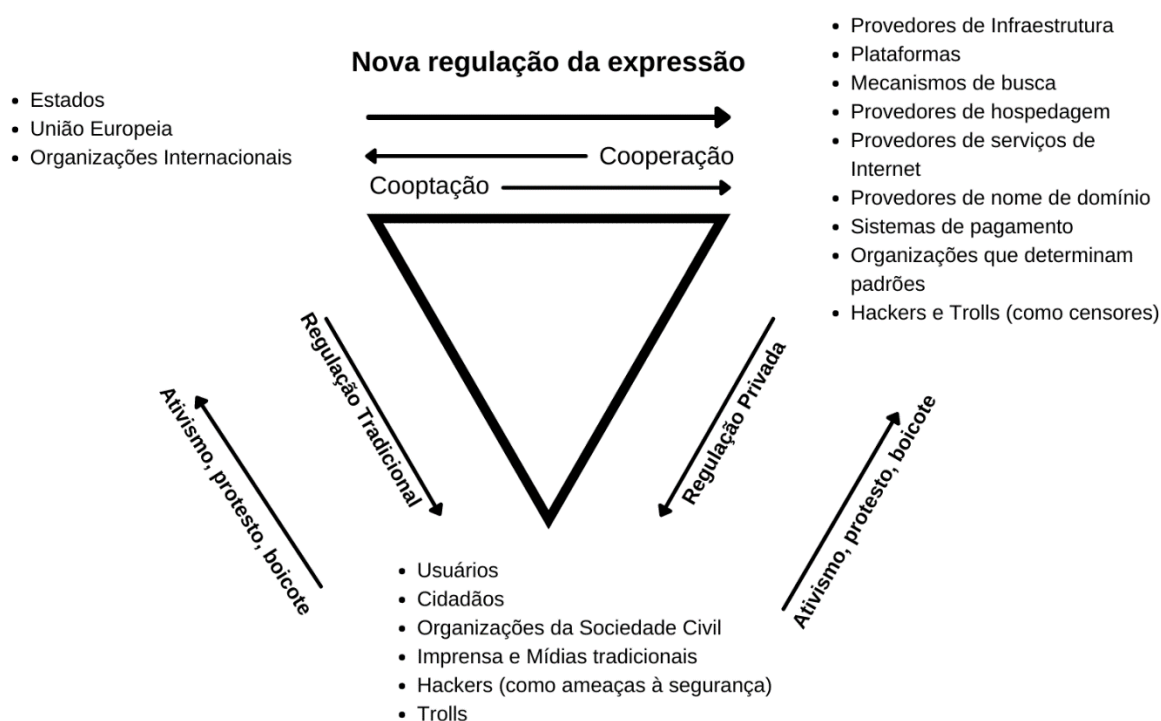 Nova regulação da expressão
• Estados
• União Europeia
• Organizações Internacionais
Cooperação
Cooptação
• Provedores de Infraestrutura
• Plataformas
• Mecanismos de busca
• Provedores de hospedagem
• Provedores de serviços de
Internet
• Provedores de nome de domínio
• Sistemas de pagamento
• Organizações que determinam
padrões
• Hackers e Trolls (como censores)
Ativismo, protesto, boicote
Regulação Tradicional
Regulação Privada
Ativismo, protesto, boicote
• Usuários
• Cidadãos
• Organizações da Sociedade Civil
• Imprensa e Mídias tradicionais
• Hackers (como ameaças à segurança)
• Trolls